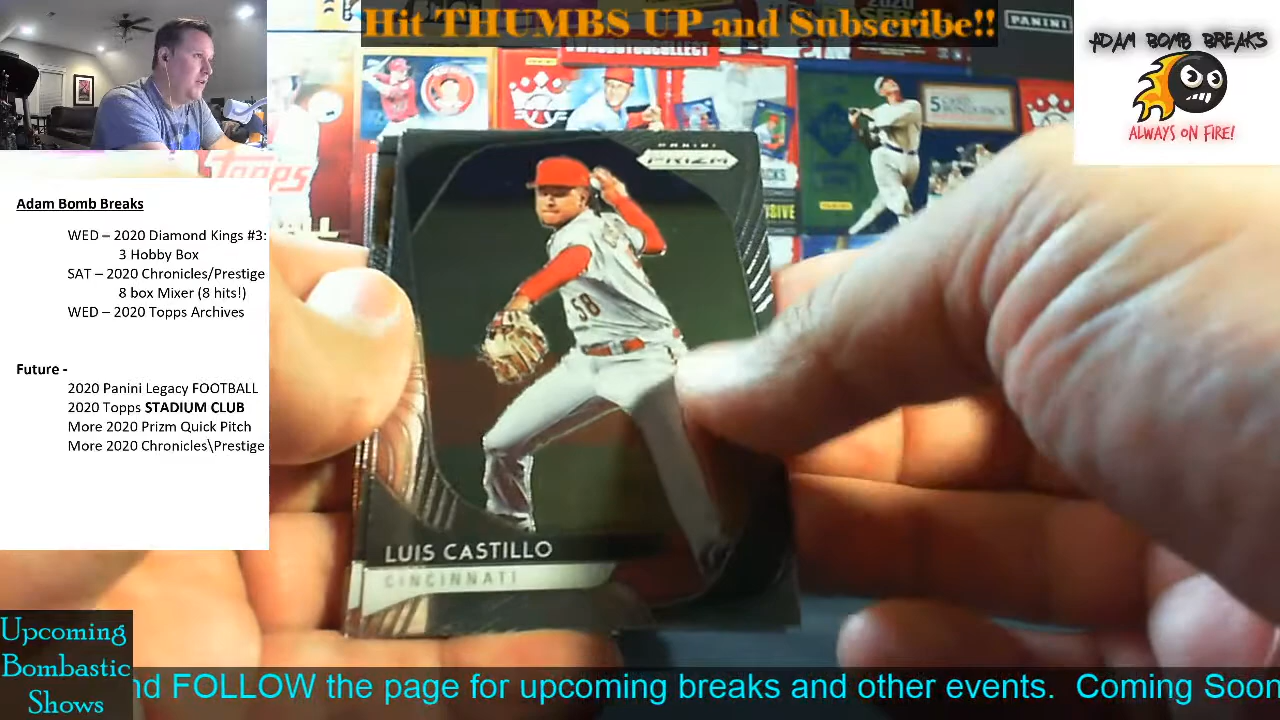 Hit THUMBS UP and Subscribe!!
PANINI
ADAM BOMB BREAKS
ALWAYS ON FIRE!
TOPPS
Adam Bomb Breaks
WED – 2020 Diamond Kings #3:
3 Hobby Box
SAT – 2020 Chronicles/Prestige
8 box Mixer (8 hits!)
WED – 2020 Topps Archives
Future -
2020 Panini Legacy FOOTBALL
2020 Topps STADIUM CLUB
More 2020 Prizm Quick Pitch
More 2020 Chronicles\Prestige
PANINI
PRIZM
58
LUIS CASTILLO
CINCINNATI
Upcoming
Bombastic
Shows
nd FOLLOW the page for upcoming breaks and other events. Coming Soon